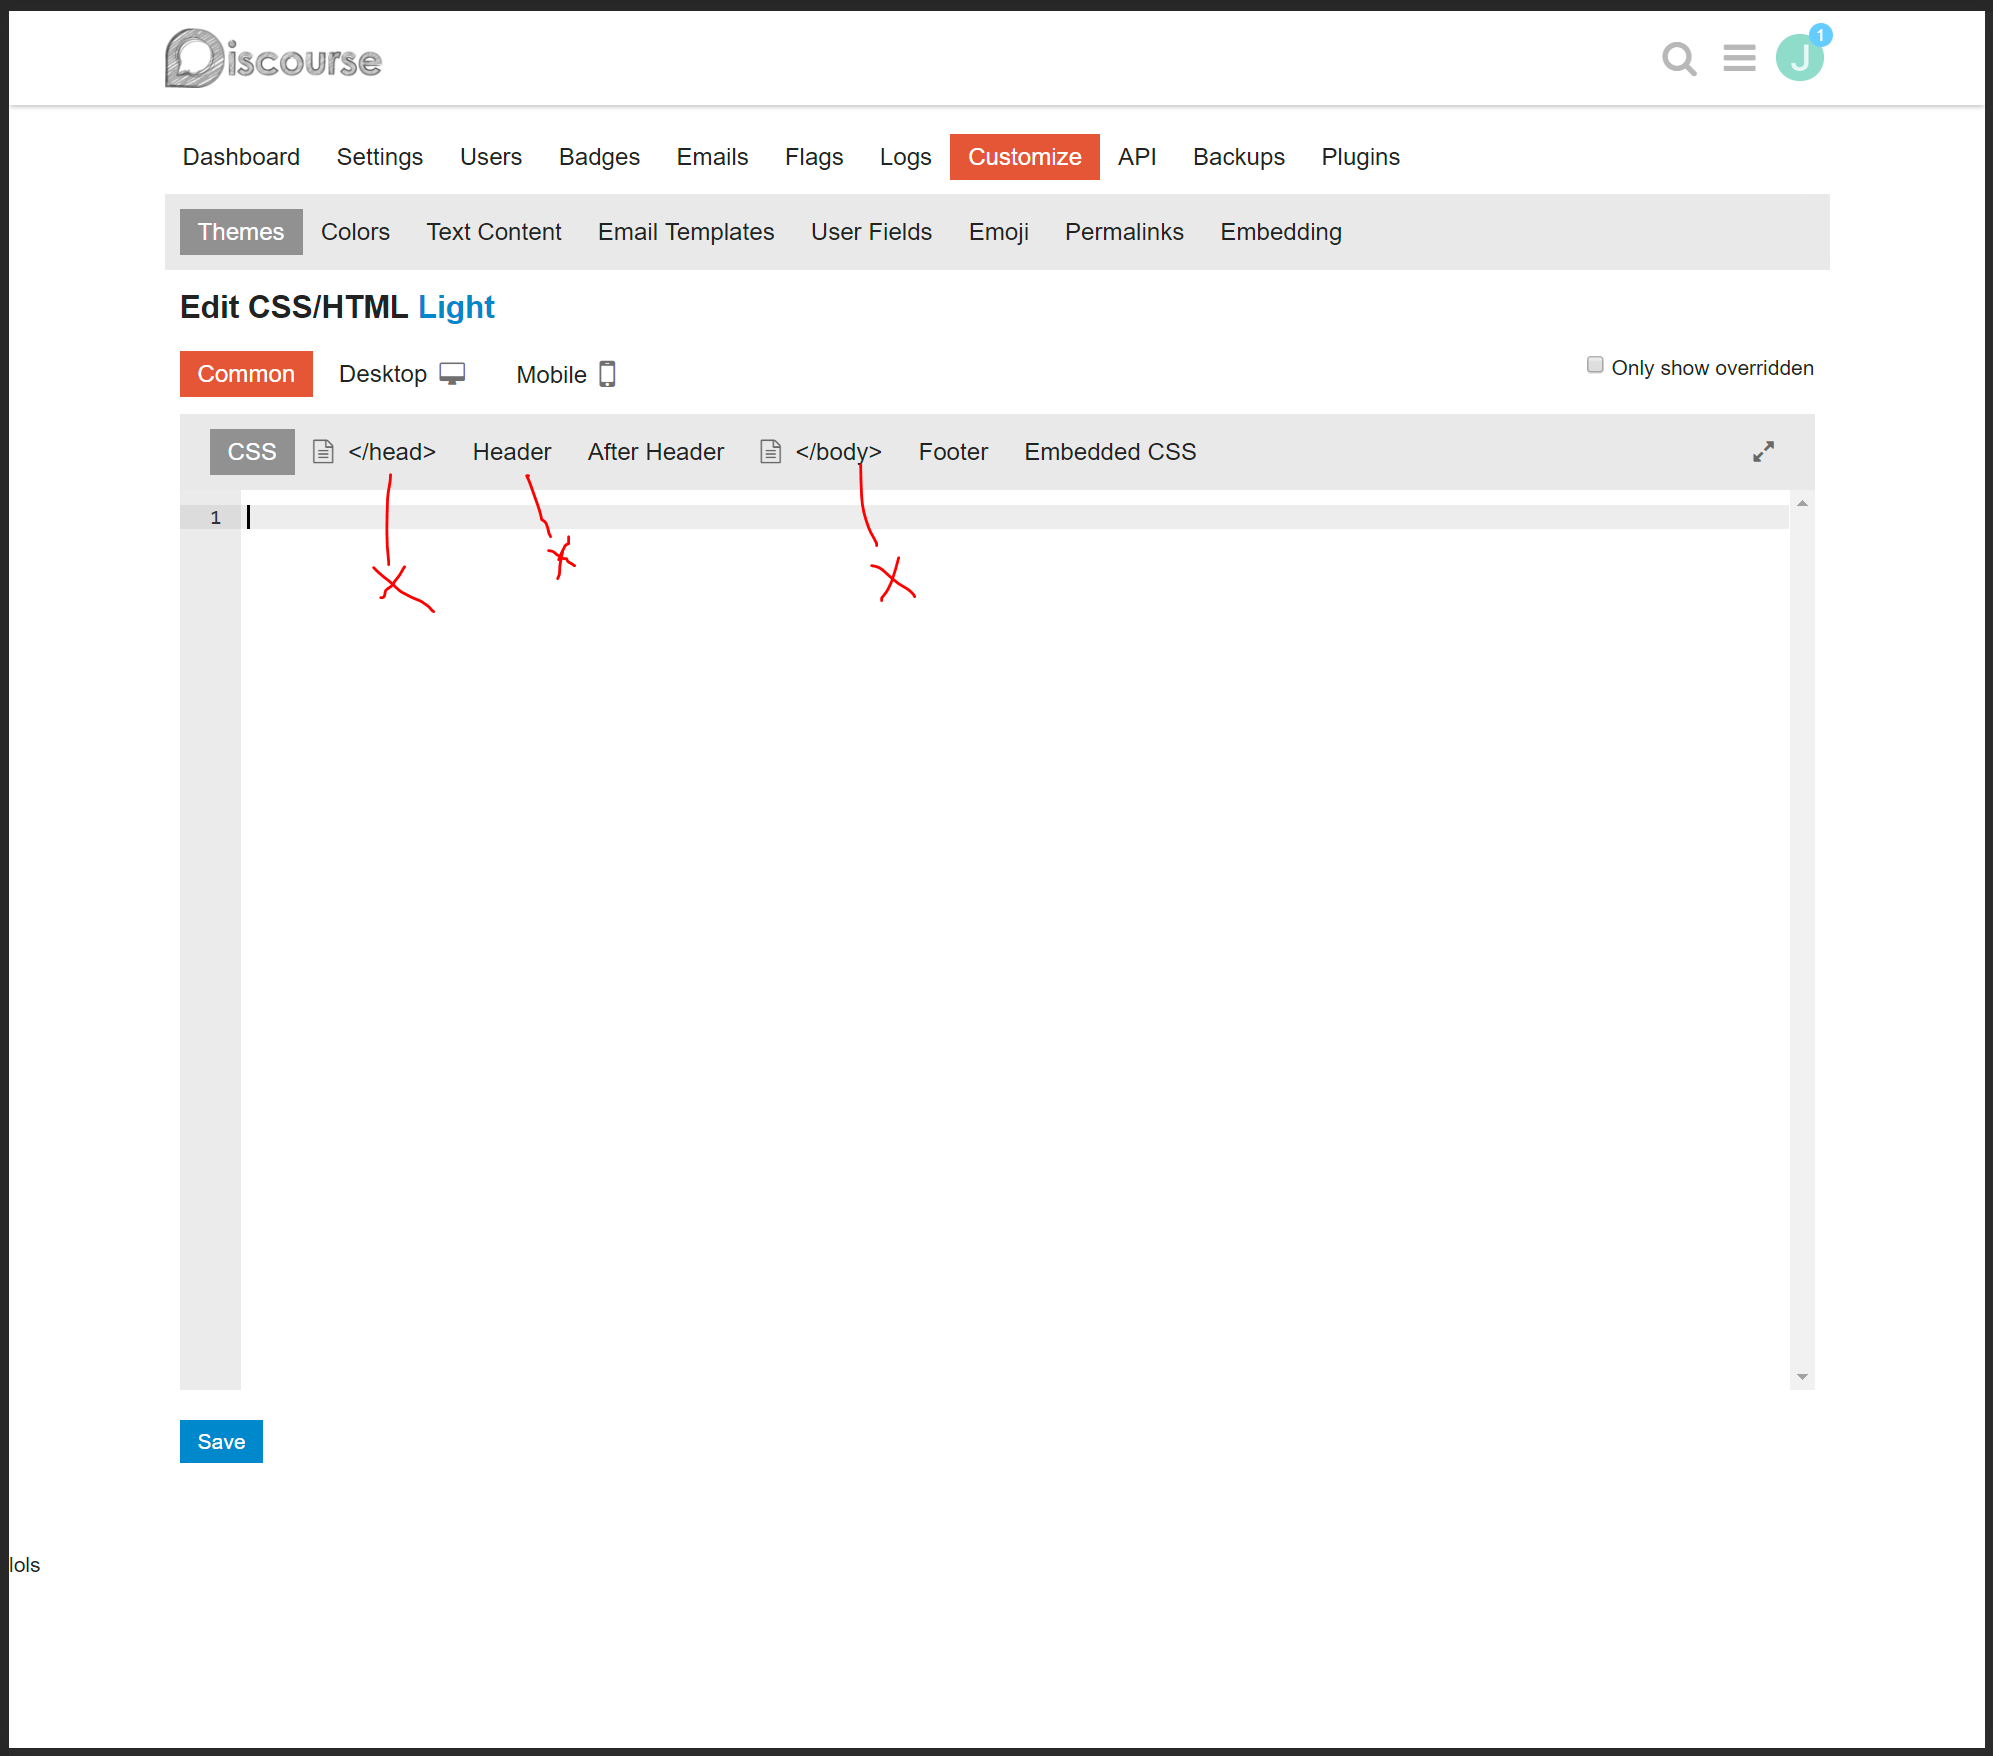 Discourse
J 1
Dashboard Settings Users Badges Emails Flags Logs Customize API Backups Plugins
Themes Colors Text Content Email Templates User Fields Emoji Permalinks Embedding
Edit CSS/HTML Light
Common Desktop Mobile Only show overridden
CSS </head> Header After Header </body> Footer Embedded CSS
1
Save
lols